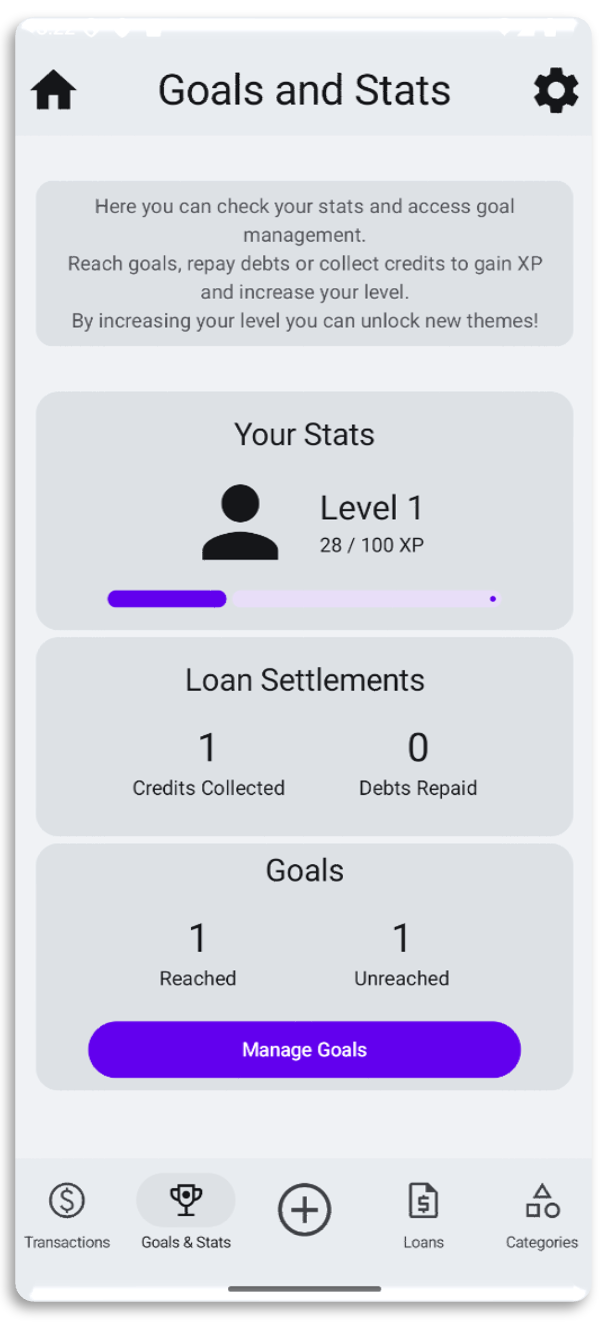 Goals and Stats
Here you can check your stats and access goal
management.
Reach goals, repay debts or collect credits to gain XP
and increase your level.
By increasing your level you can unlock new themes!
Your Stats
Level 1
28 / 100 XP
Loan Settlements
1 0
Credits Collected Debts Repaid
Goals
1 1
Reached Unreached
Manage Goals
Transactions Goals & Stats Loans Categories